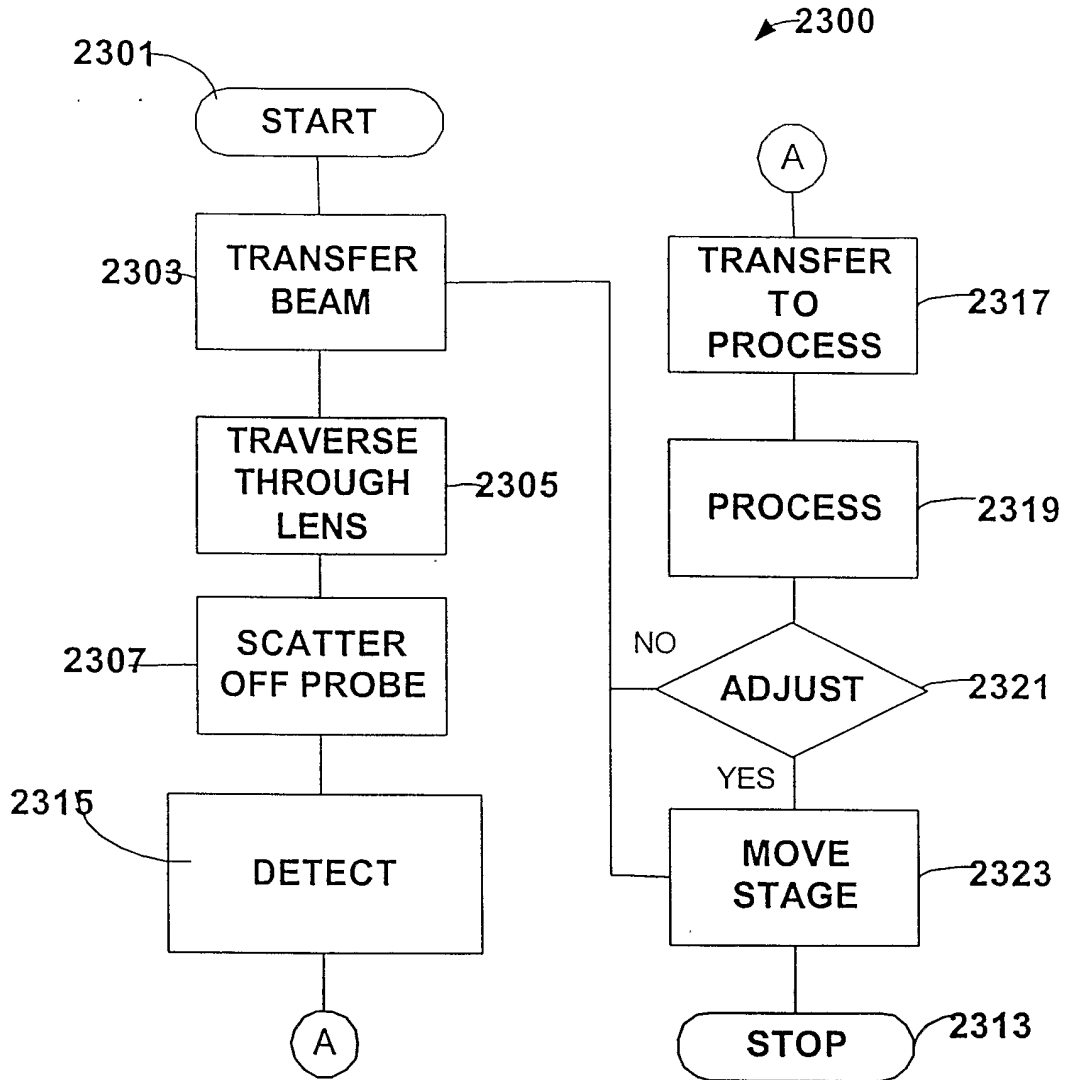 2300
2301
START
2303
TRANSFER
BEAM
TRAVERSE
THROUGH
LENS
2305
2307
SCATTER
OFF PROBE
2315
DETECT
A
A
TRANSFER
TO
PROCESS
2317
PROCESS
2319
NO
ADJUST
2321
YES
MOVE
STAGE
2323
STOP
2313